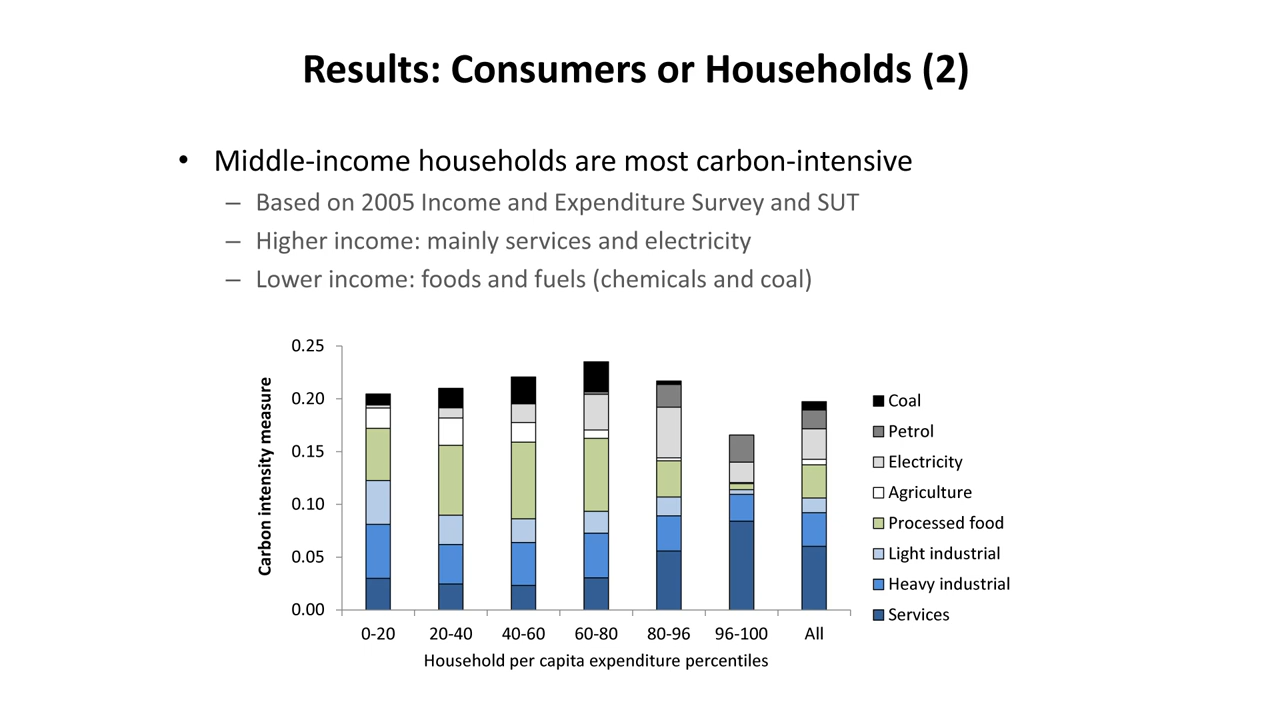 Results: Consumers or Households (2)
• Middle-income households are most carbon-intensive
– Based on 2005 Income and Expenditure Survey and SUT
– Higher income: mainly services and electricity
– Lower income: foods and fuels (chemicals and coal)
Carbon intensity measure
0.25
0.20
0.15
0.10
0.05
0.00
0-20 20-40 40-60 60-80 80-96 96-100 All
Household per capita expenditure percentiles
Coal
Petrol
Electricity
Agriculture
Processed food
Light industrial
Heavy industrial
Services